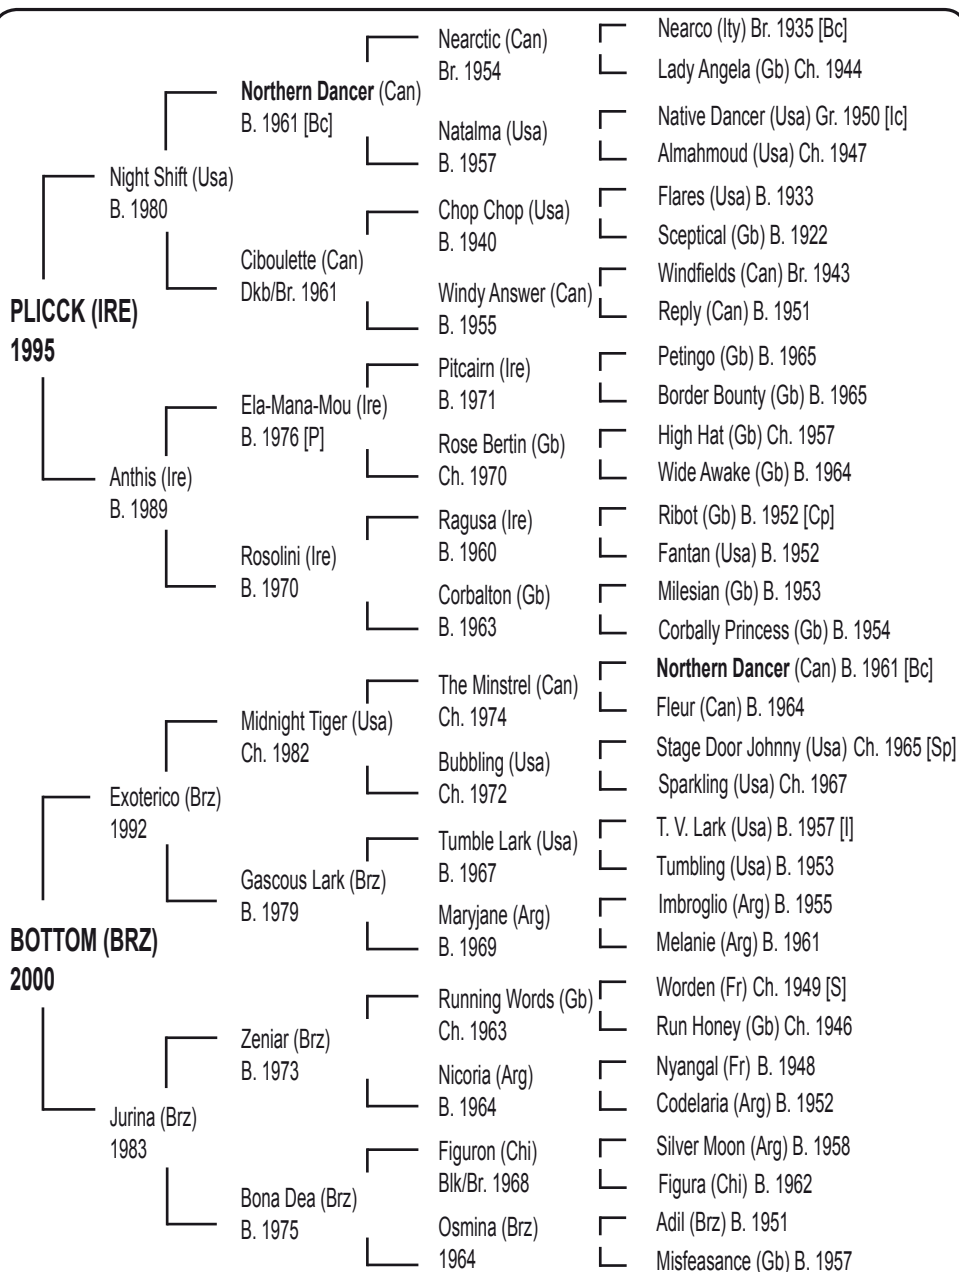 Nearco (Ity) Br. 1935 [Bc]
Nearctic (Can)
Br. 1954
Lady Angela (Gb) Ch. 1944
Northern Dancer (Can)
B. 1961 [Bc]
Native Dancer (Usa) Gr. 1950 [Ic]
Natalma (Usa)
B. 1957
Almahmoud (Usa) Ch. 1947
Night Shift (Usa)
B. 1980
Flares (Usa) B. 1933
Chop Chop (Usa)
B. 1940
Sceptical (Gb) B. 1922
Ciboulette (Can)
Dkb/Br. 1961
Windfields (Can) Br. 1943
Windy Answer (Can)
B. 1955
Reply (Can) B. 1951
PLICCK (IRE)
1995
Petingo (Gb) B. 1965
Pitcairn (Ire)
B. 1971
Border Bounty (Gb) B. 1965
Ela-Mana-Mou (Ire)
B. 1976 [P]
High Hat (Gb) Ch. 1957
Rose Bertin (Gb)
Ch. 1970
Wide Awake (Gb) B. 1964
Anthis (Ire)
B. 1989
Ribot (Gb) B. 1952 [Cp]
Ragusa (Ire)
B. 1960
Fantan (Usa) B. 1952
Rosolini (Ire)
B. 1970
Milesian (Gb) B. 1953
Corbalton (Gb)
B. 1963
Corbally Princess (Gb) B. 1954
Northern Dancer (Can) B. 1961 [Bc]
The Minstrel (Can)
Ch. 1974
Fleur (Can) B. 1964
Midnight Tiger (Usa)
Ch. 1982
Stage Door Johnny (Usa) Ch. 1965 [Sp]
Bubbling (Usa)
Ch. 1972
Sparkling (Usa) Ch. 1967
Exoterico (Brz)
1992
T. V. Lark (Usa) B. 1957 [I]
Tumble Lark (Usa)
B. 1967
Tumbling (Usa) B. 1953
Gascous Lark (Brz)
B. 1979
Imbroglio (Arg) B. 1955
Maryjane (Arg)
B. 1969
Melanie (Arg) B. 1961
BOTTOM (BRZ)
2000
Worden (Fr) Ch. 1949 [S]
Running Words (Gb)
Ch. 1963
Run Honey (Gb) Ch. 1946
Zeniar (Brz)
B. 1973
Nyangal (Fr) B. 1948
Nicoria (Arg)
B. 1964
Codelaria (Arg) B. 1952
Jurina (Brz)
1983
Silver Moon (Arg) B. 1958
Figuron (Chi)
Blk/Br. 1968
Figura (Chi) B. 1962
Bona Dea (Brz)
B. 1975
Adil (Brz) B. 1951
Osmina (Brz)
1964
Misfeasance (Gb) B. 1957